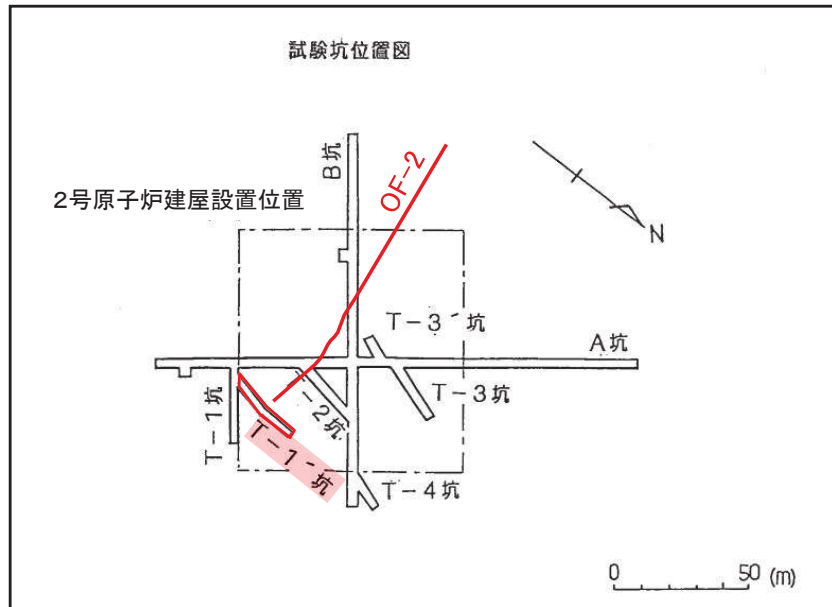 試験坑位置図
B坑
OF-2
2号原子炉建屋設置位置
N
T-3´坑
A坑
T-1坑
T-2坑
T-3坑
T-1´坑
T-4坑
0 50 (m)